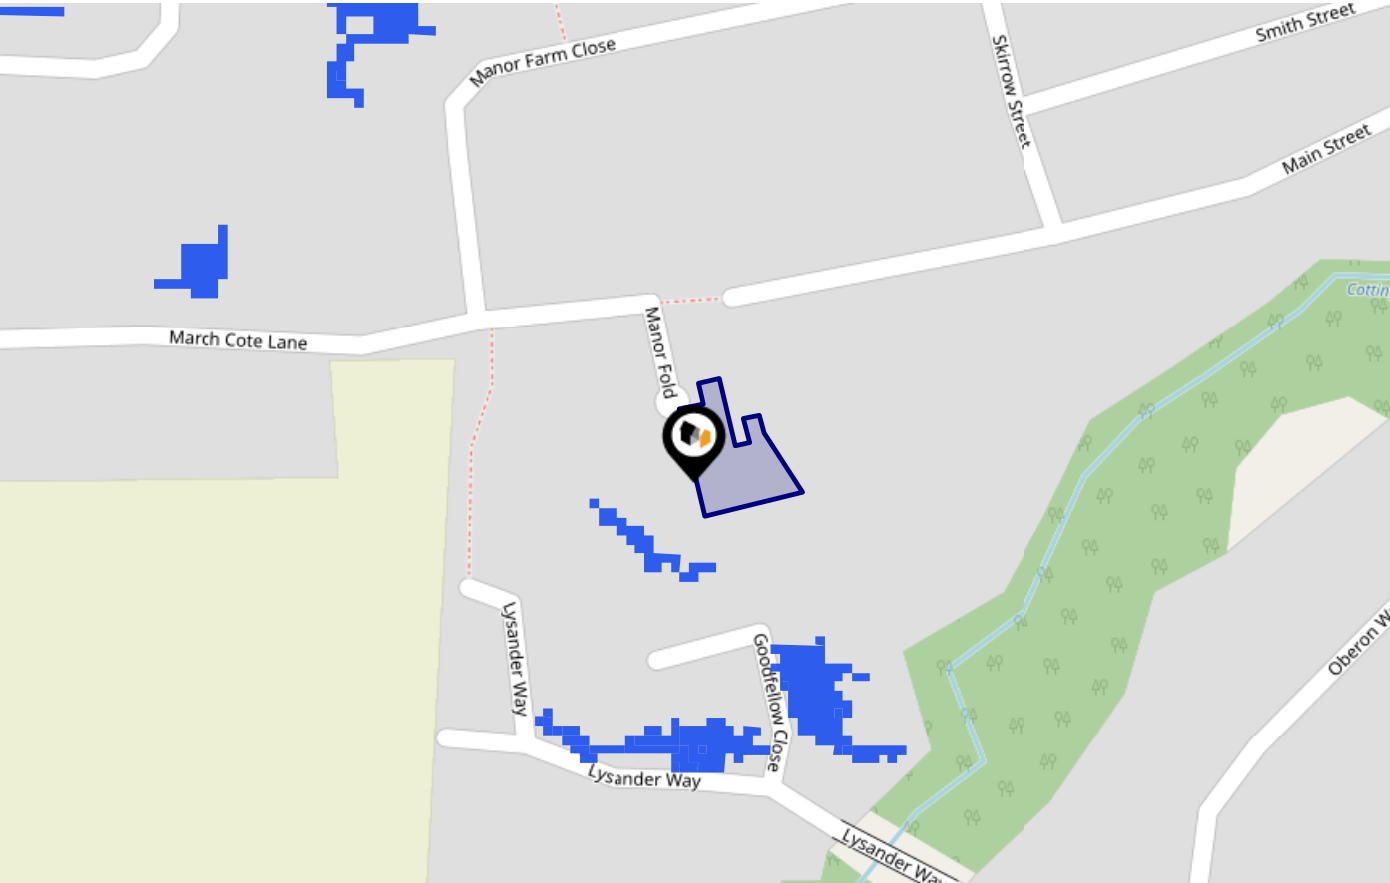 Smith Street
Manor Farm Close
Skirrow Street
Main Street
Cottin
March Cote Lane
Manor Fold
Lysander Way
Goodfellow Close
Oberon W
Lysander Way
Lysander Way